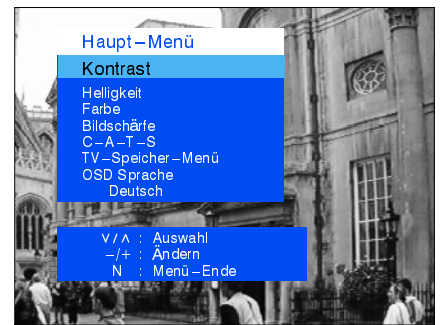 Haupt–Menü
Kontrast
Helligkeit
Farbe
Bildschärfe
C–A–T–S
TV–Speicher–Menü
OSD Sprache
Deutsch
∨/∧ : Auswahl
–/+ : Ändern
N : Menü–Ende